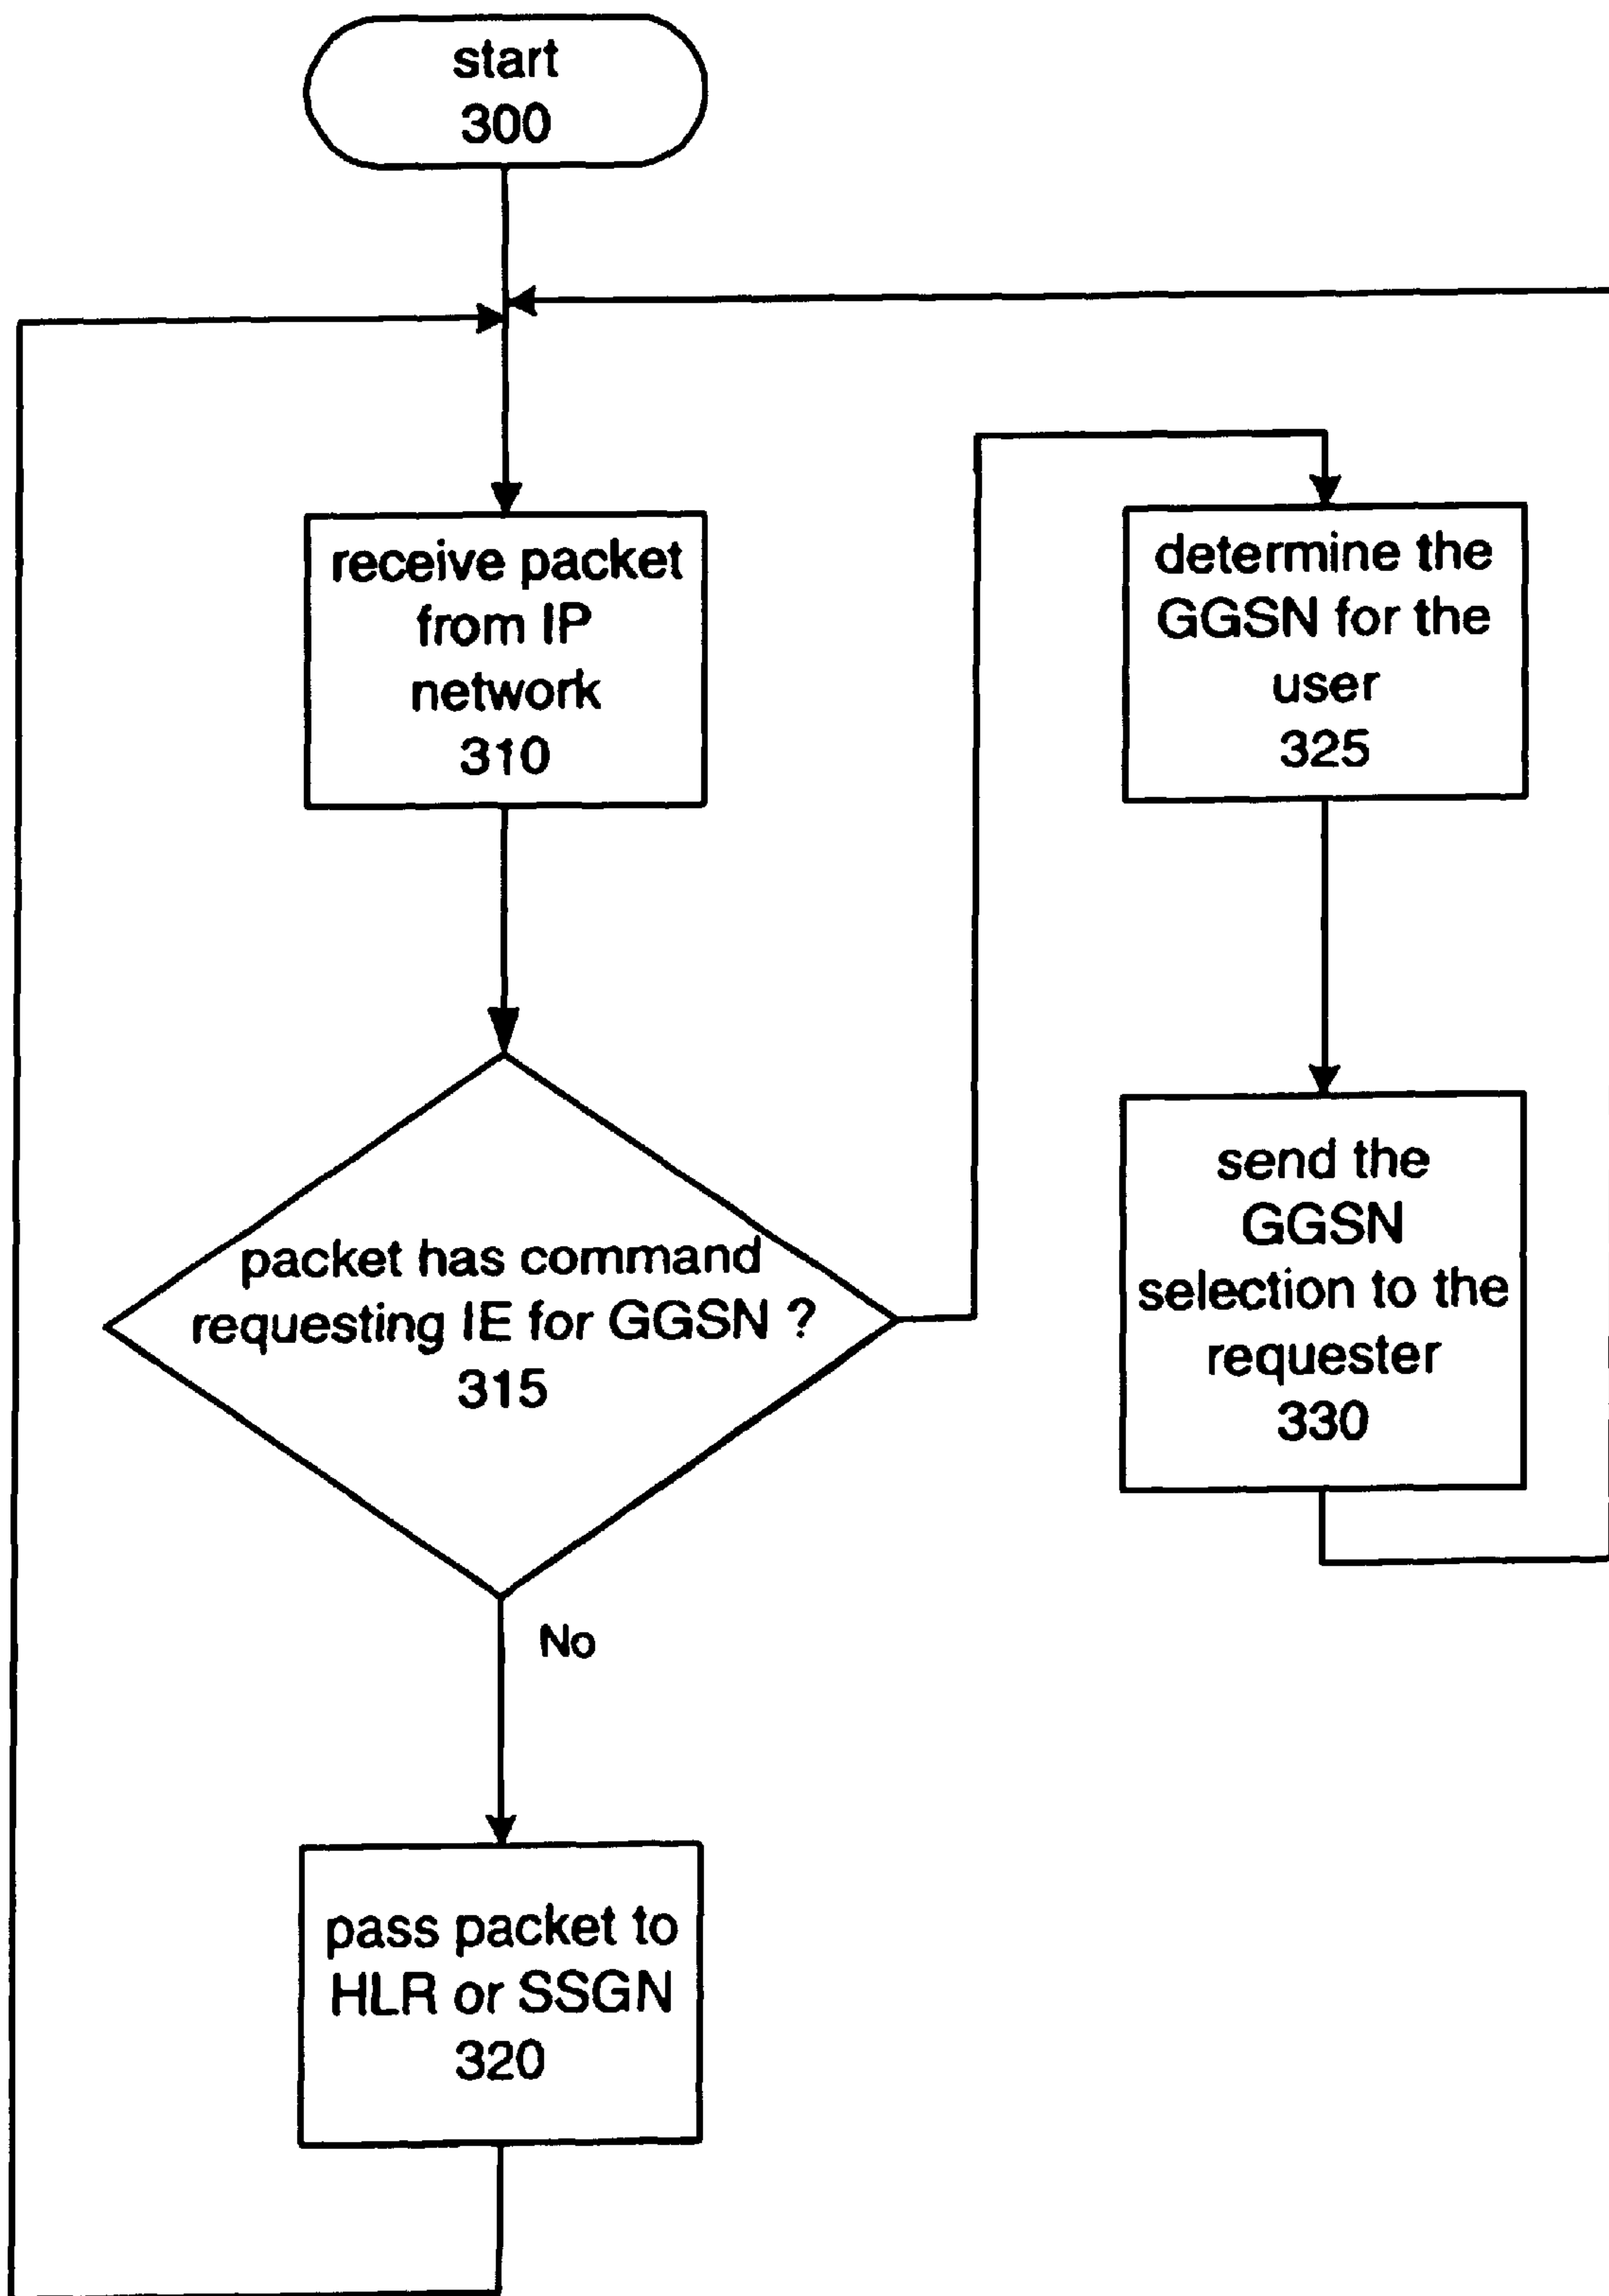 start
300
receive packet
from IP
network
310
packet has command
requesting IE for GGSN ?
315
No
pass packet to
HLR or SSGN
320
determine the
GGSN for the
user
325
send the
GGSN
selection to the
requester
330